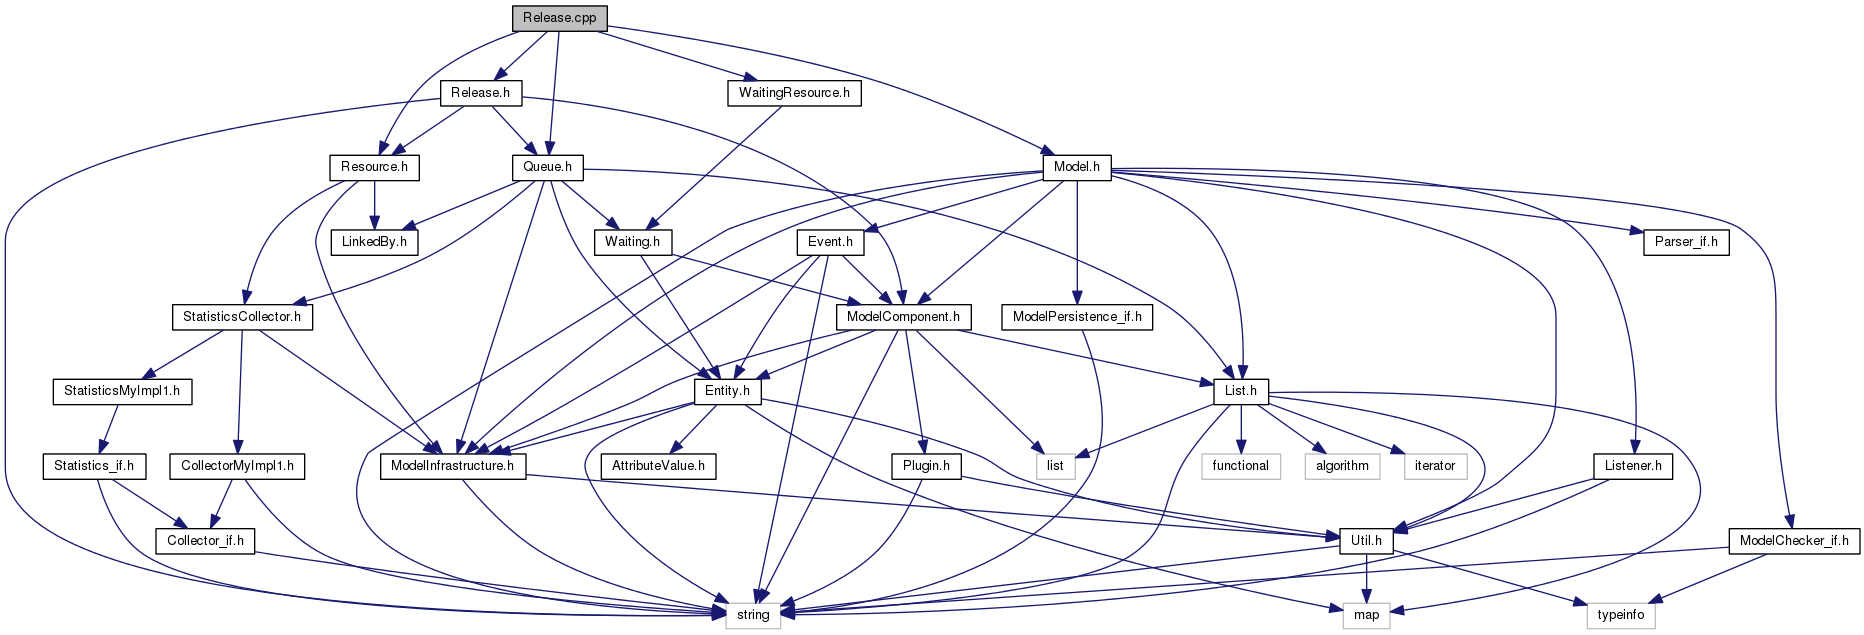 Release.cpp
Release.h
WaitingResource.h
Resource.h
Queue.h
Model.h
LinkedBy.h
Waiting.h
Event.h
Parser_if.h
StatisticsCollector.h
ModelComponent.h
ModelPersistence_if.h
StatisticsMyImpl1.h
Entity.h
List.h
Statistics_if.h
CollectorMyImpl1.h
ModelInfrastructure.h
AttributeValue.h
Plugin.h
list
functional
algorithm
iterator
Listener.h
Collector_if.h
Util.h
ModelChecker_if.h
string
map
typeinfo